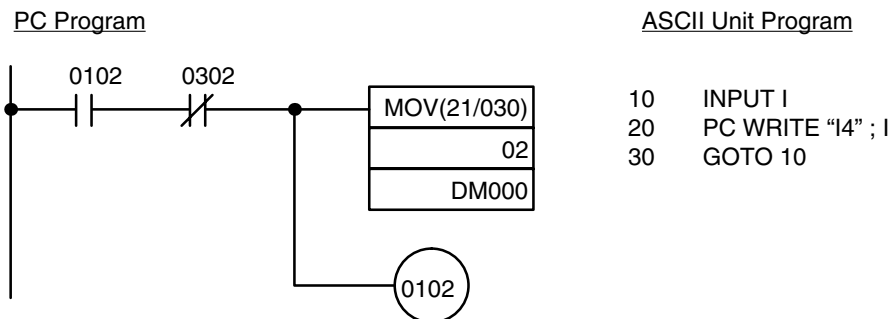 PC Program
ASCII Unit Program
0102 0302
MOV(21/030)
02
DM000
0102
10 INPUT I
20 PC WRITE “I4” ; I
30 GOTO 10